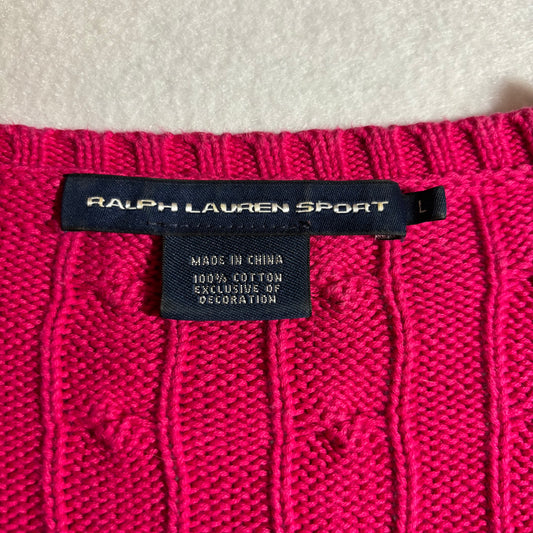 RALPH LAUREN SPORT
L
MADE IN CHINA
100% COTTON
EXCLUSIVE OF
DECORATION